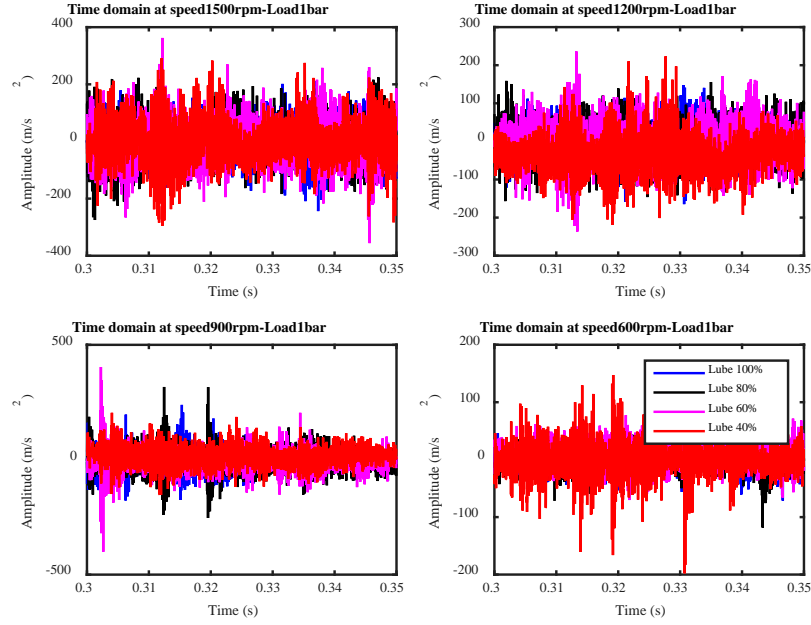 Time domain at speed1500rpm-Load1bar
Amplitude (m/s 2 )
400
200
0
-200
-400
0.3 0.31 0.32 0.33 0.34 0.35
Time (s)
Time domain at speed1200rpm-Load1bar
Amplitude (m/s 2 )
300
200
100
0
-100
-200
-300
0.3 0.31 0.32 0.33 0.34 0.35
Time (s)
Time domain at speed900rpm-Load1bar
Amplitude (m/s 2 )
500
0
-500
0.3 0.31 0.32 0.33 0.34 0.35
Time (s)
Time domain at speed600rpm-Load1bar
Amplitude (m/s 2 )
200
100
0
-100
-200
0.3 0.31 0.32 0.33 0.34 0.35
Time (s)
Lube 100%
Lube 80%
Lube 60%
Lube 40%